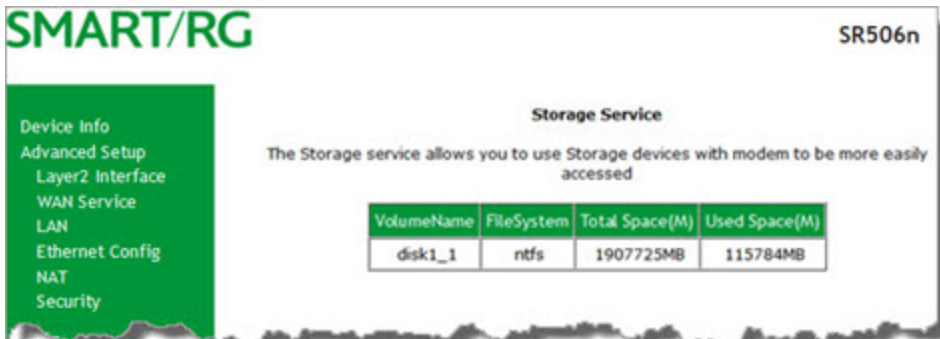 SMART/RG
SR506n
Device Info
Advanced Setup
Layer2 Interface
WAN Service
LAN
Ethernet Config
NAT
Security
Storage Service
The Storage service allows you to use Storage devices with modem to be more easily
accessed
VolumeName FileSystem Total Space(M) Used Space(M)
disk1_1 ntfs 1907725MB 115784MB